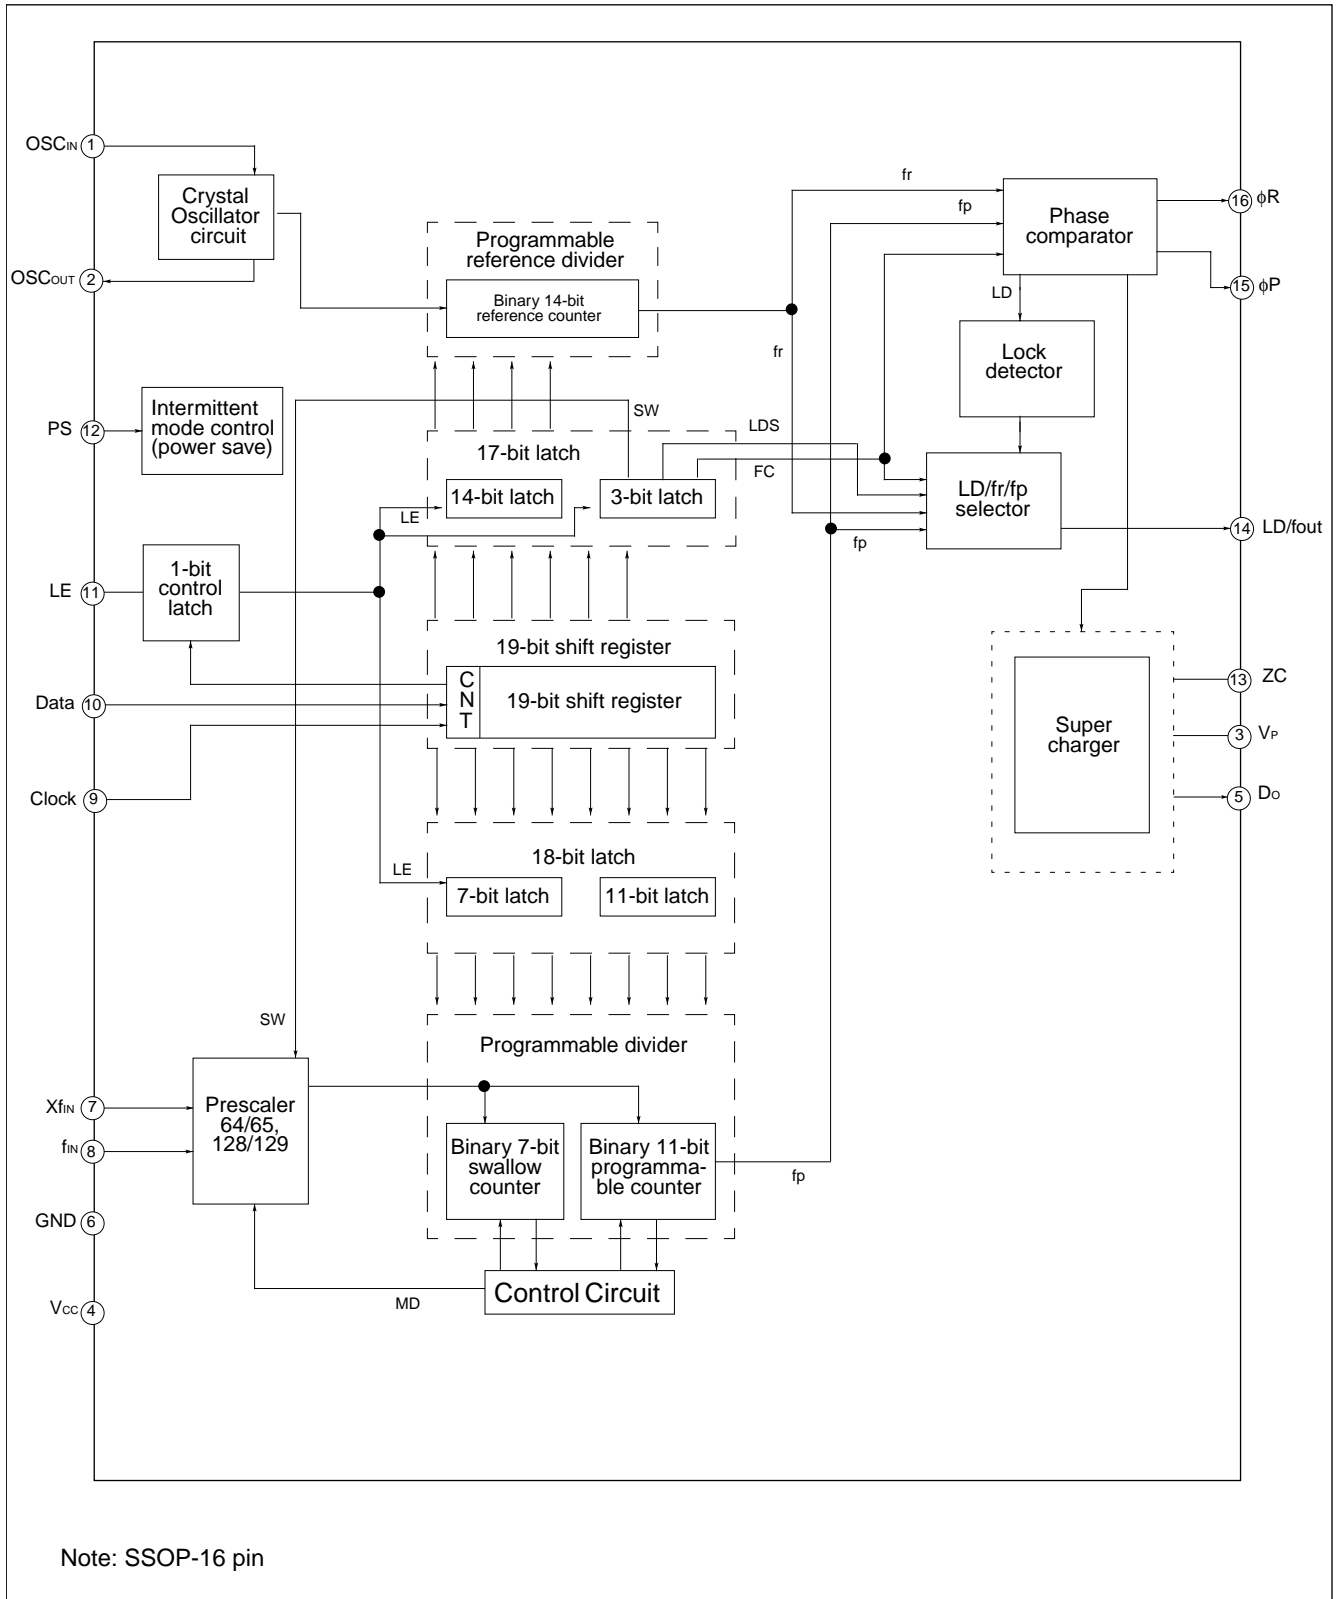 OSCIN 1
Crystal
Oscillator
circuit
OSCOUT 2
Programmable
reference divider
Binary 14-bit
reference counter
fr
fp
Phase
comparator
16 ϕR
15 ϕP
LD
Lock
detector
fr
PS 12
Intermittent
mode control
(power save)
SW
LDS
FC
17-bit latch
14-bit latch
3-bit latch
LE
LD/fr/fp
selector
fp
14 LD/fout
LE 11
1-bit
control
latch
19-bit shift register
C
N
T
19-bit shift register
Data 10
Clock 9
Super
charger
13 ZC
3 VP
5 DO
18-bit latch
LE
7-bit latch
11-bit latch
SW
Programmable divider
Xfin 7
fIN 8
Prescaler
64/65,
128/129
Binary 7-bit
swallow
counter
Binary 11-bit
programma-
ble counter
fp
GND 6
MD
Control Circuit
VCC 4
Note: SSOP-16 pin